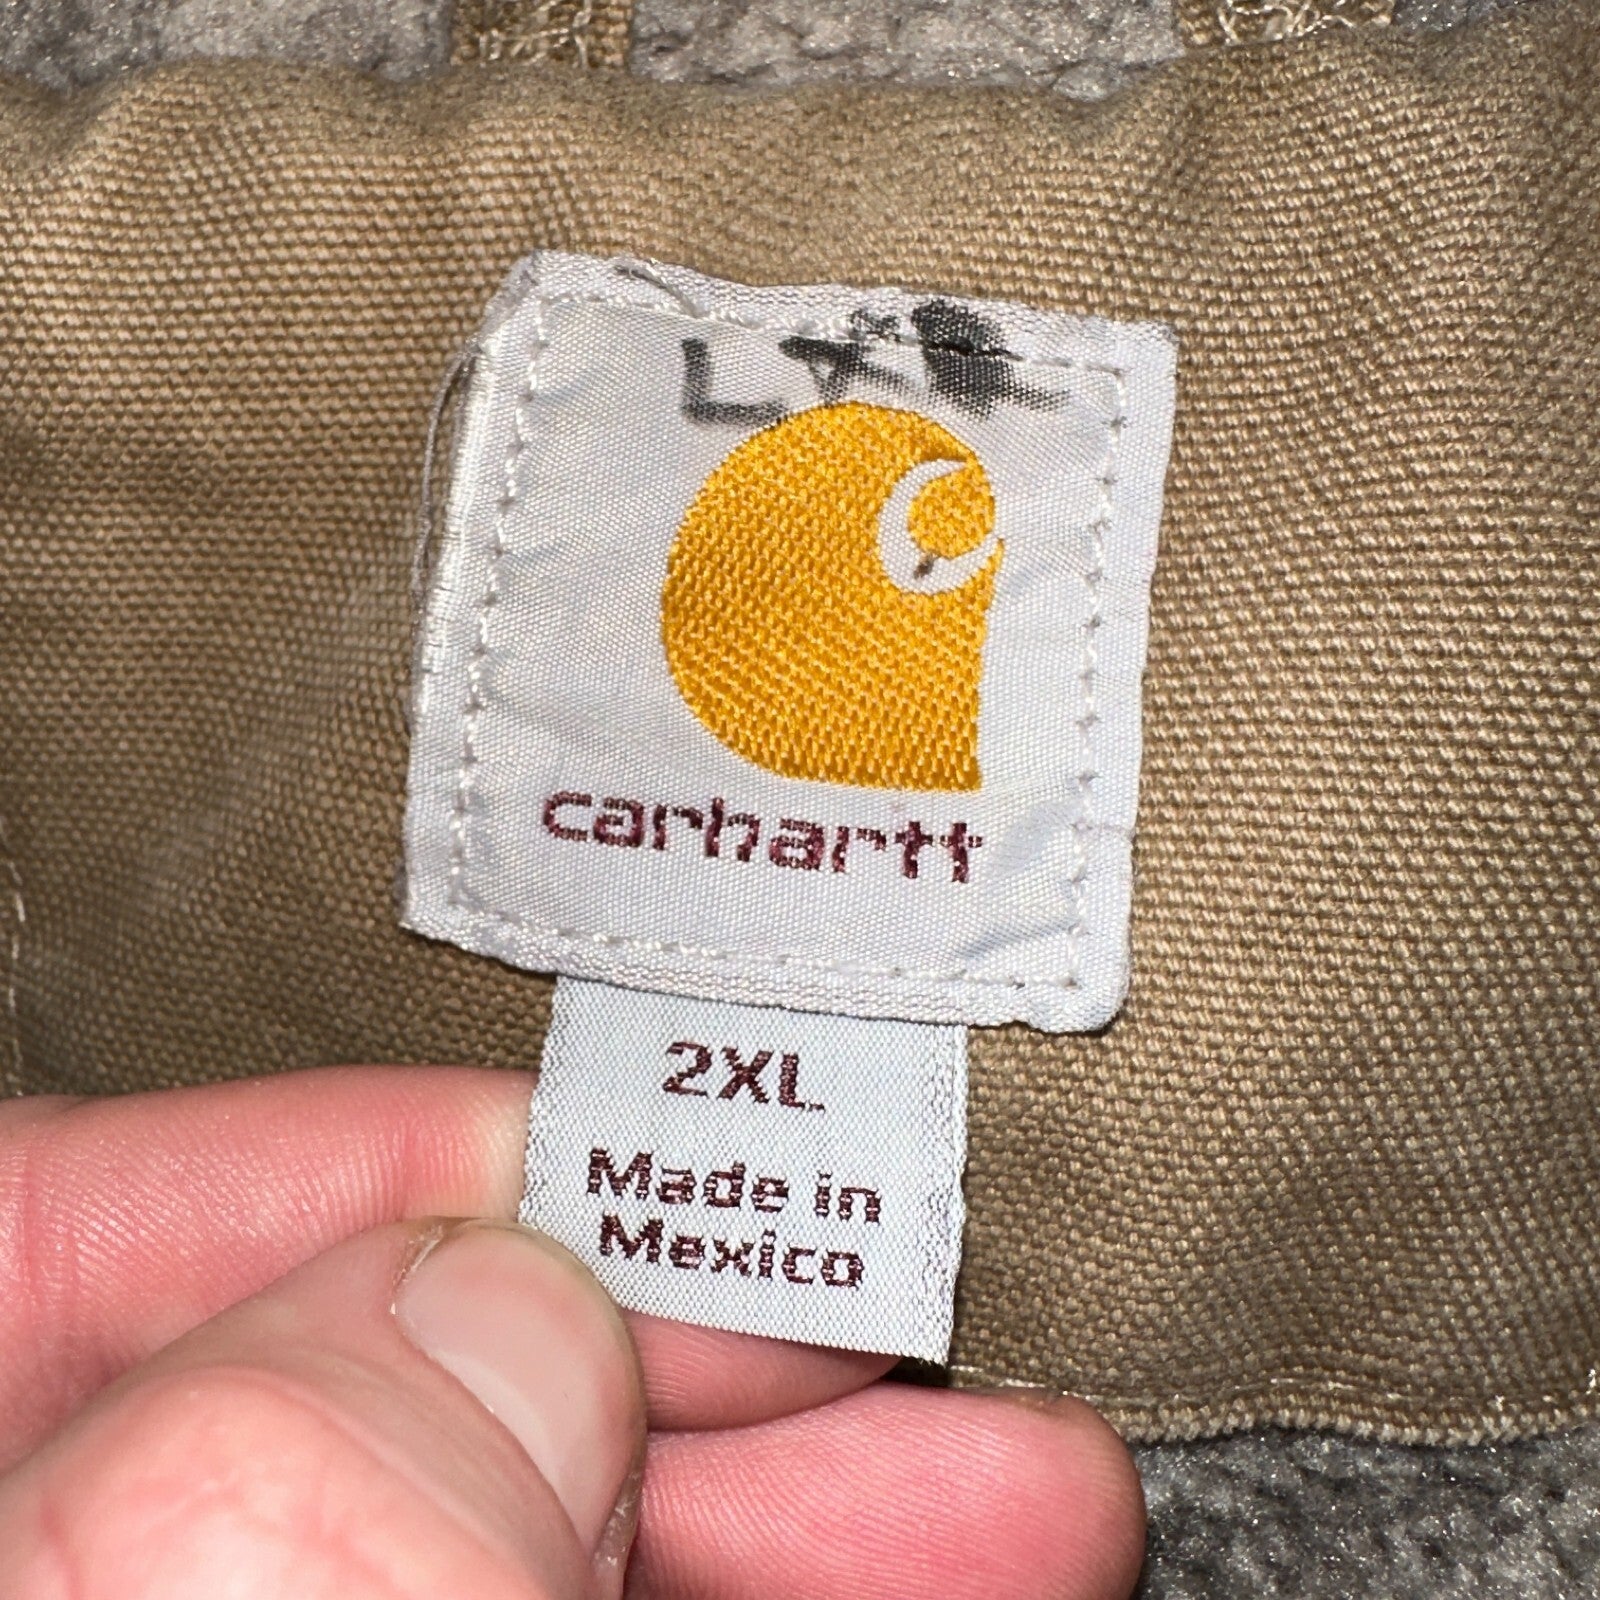 carhartt
2XL
Made in
Mexico